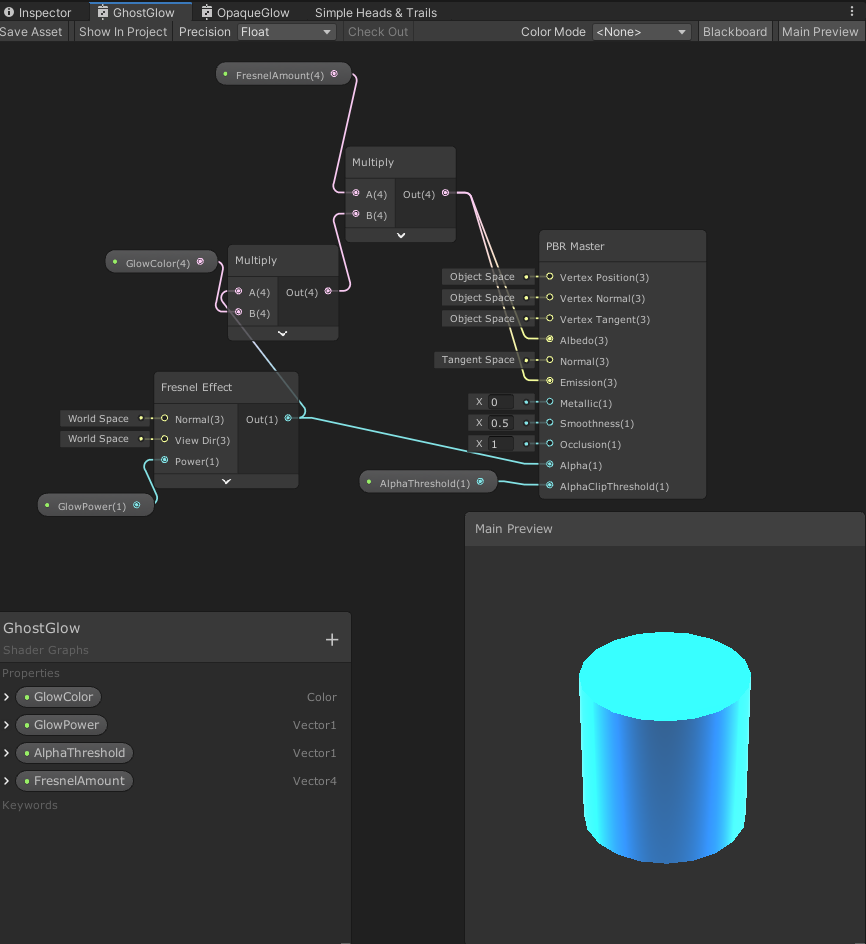 Inspector GhostGlow OpaqueGlow Simple Heads & Trails
Save Asset Show In Project Precision Float Check Out Color Mode <None> Blackboard Main Preview
FresnelAmount(4)
Multiply
A(4) Out(4)
B(4)
GlowColor(4)
Multiply
A(4) Out(4)
B(4)
Fresnel Effect
World Space Normal(3) Out(1)
World Space View Dir(3)
Power(1)
GlowPower(1)
PBR Master
Object Space Vertex Position(3)
Object Space Vertex Normal(3)
Object Space Vertex Tangent(3)
Albedo(3)
Tangent Space Normal(3)
Emission(3)
X 0 Metallic(1)
X 0.5 Smoothness(1)
X 1 Occlusion(1)
Alpha(1)
AlphaThreshold(1) AlphaClipThreshold(1)
Main Preview
GhostGlow
Shader Graphs
Properties
GlowColor Color
GlowPower Vector1
AlphaThreshold Vector1
FresnelAmount Vector4
Keywords